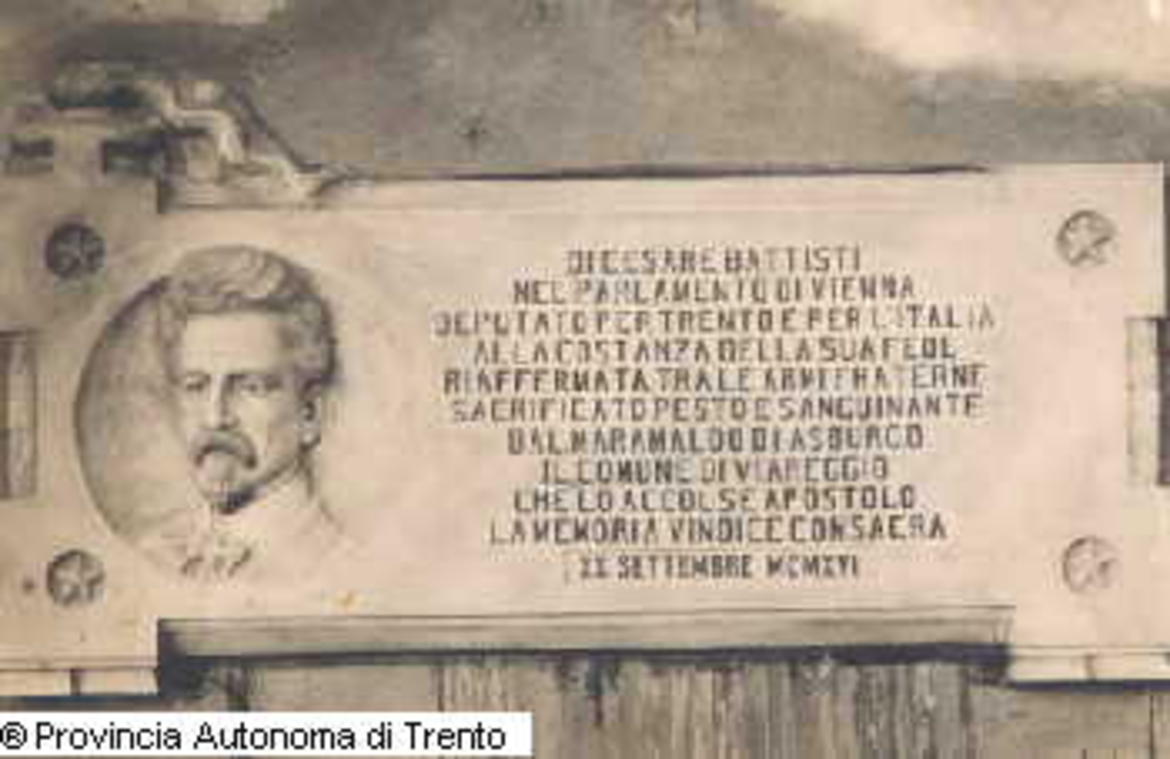 DI CESARE BATTISTI
NEL PARLAMENTO DI VIENNA
DEPUTATO PER TRENTO E PER L'ITALIA
ALLA COSTANZA DELLA SUA FEDE
RIAFFERMATA TRA LE ARMI FRATERNE
SACRIFICATO PESTO E SANGUINANTE
DAL MARAMALDO DI ASBURGO
IL COMUNE DI VIAREGGIO
CHE LO ACCOLSE APOSTOLO
LA MEMORIA VINDICE CONSACRA
XX SETTEMBRE MCMXVI
® Provincia Autonoma di Trento